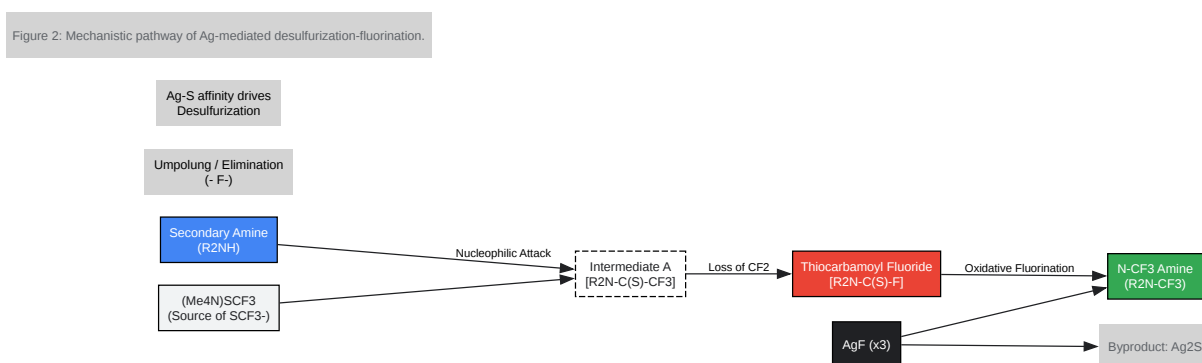 Figure 2: Mechanistic pathway of Ag-mediated desulfurization-fluorination.
Ag-S affinity drives
Desulfurization
Umpolung / Elimination
(- F-)
Secondary Amine
(R2NH)
(Me4N)SCF3
(Source of SCF3-)
Nucleophilic Attack
Intermediate A
[R2N-C(S)-CF3]
Loss of CF2
Thiocarbamoyl Fluoride
[R2N-C(S)-F]
Oxidative Fluorination
N-CF3 Amine
(R2N-CF3)
AgF (x3)
Byproduct: Ag2S